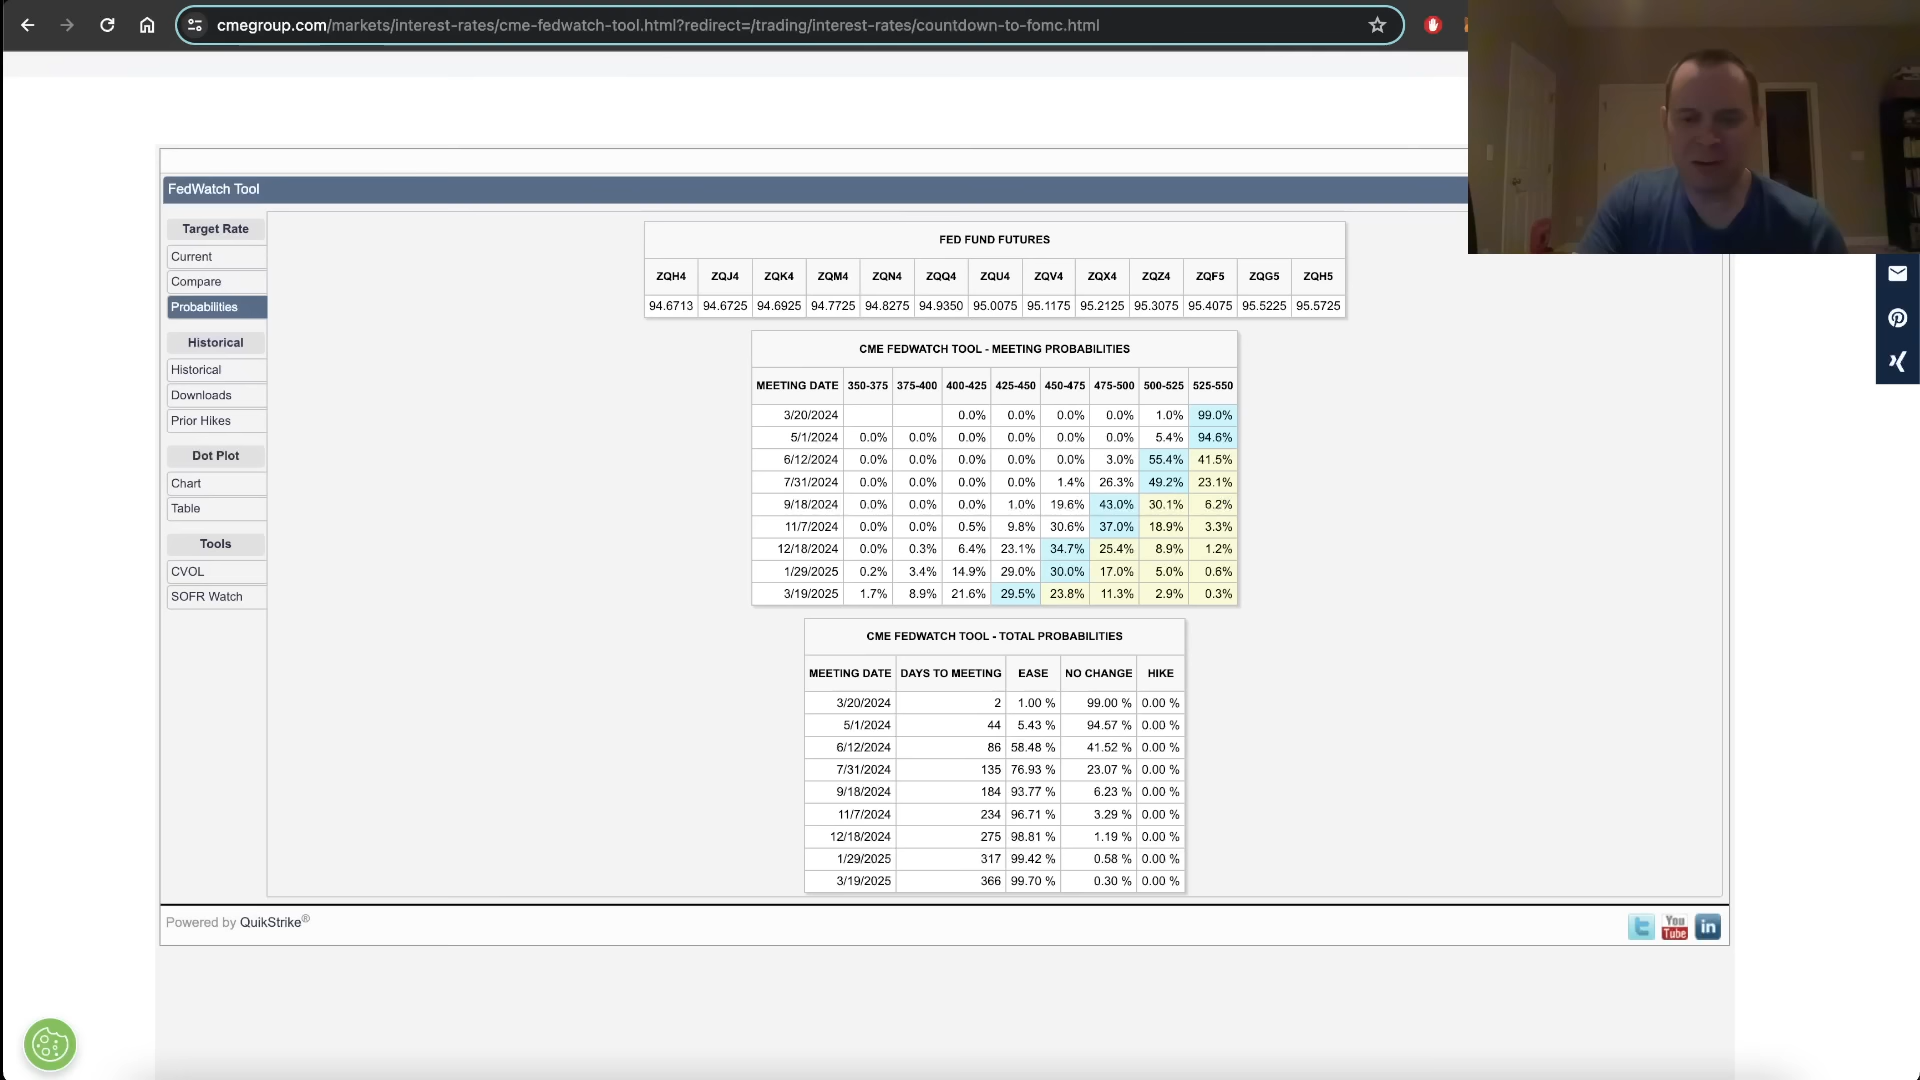 cmegroup.com/markets/interest-rates/cme-fedwatch-tool.html?redirect=/trading/interest-rates/countdown-to-fomc.html
FedWatch Tool
Target Rate
Current
Compare
Probabilities
Historical
Historical
Downloads
Prior Hikes
Dot Plot
Chart
Table
Tools
CVOL
SOFR Watch
FED FUND FUTURES
ZQH4 ZQJ4 ZQK4 ZQM4 ZQN4 ZQQ4 ZQU4 ZQV4 ZQX4 ZQZ4 ZQF5 ZQG5 ZQH5
94.6713 94.6725 94.6925 94.7725 94.8275 94.9350 95.0075 95.1175 95.2125 95.3075 95.4075 95.5225 95.5725
CME FEDWATCH TOOL - MEETING PROBABILITIES
MEETING DATE 350-375 375-400 400-425 425-450 450-475 475-500 500-525 525-550
3/20/2024 0.0% 0.0% 0.0% 0.0% 1.0% 99.0%
5/1/2024 0.0% 0.0% 0.0% 0.0% 0.0% 0.0% 5.4% 94.6%
6/12/2024 0.0% 0.0% 0.0% 0.0% 0.0% 3.0% 55.4% 41.5%
7/31/2024 0.0% 0.0% 0.0% 0.0% 1.4% 26.3% 49.2% 23.1%
9/18/2024 0.0% 0.0% 0.0% 1.0% 19.6% 43.0% 30.1% 6.2%
11/7/2024 0.0% 0.0% 0.5% 9.8% 30.6% 37.0% 18.9% 3.3%
12/18/2024 0.0% 0.3% 6.4% 23.1% 34.7% 25.4% 8.9% 1.2%
1/29/2025 0.2% 3.4% 14.9% 29.0% 30.0% 17.0% 5.0% 0.6%
3/19/2025 1.7% 8.9% 21.6% 29.5% 23.8% 11.3% 2.9% 0.3%
CME FEDWATCH TOOL - TOTAL PROBABILITIES
MEETING DATE DAYS TO MEETING EASE NO CHANGE HIKE
3/20/2024 2 1.00 % 99.00 % 0.00 %
5/1/2024 44 5.43 % 94.57 % 0.00 %
6/12/2024 86 58.48 % 41.52 % 0.00 %
7/31/2024 135 76.93 % 23.07 % 0.00 %
9/18/2024 184 93.77 % 6.23 % 0.00 %
11/7/2024 234 96.71 % 3.29 % 0.00 %
12/18/2024 275 98.81 % 1.19 % 0.00 %
1/29/2025 317 99.42 % 0.58 % 0.00 %
3/19/2025 366 99.70 % 0.30 % 0.00 %
Powered by QuikStrike®
You
Tube
in